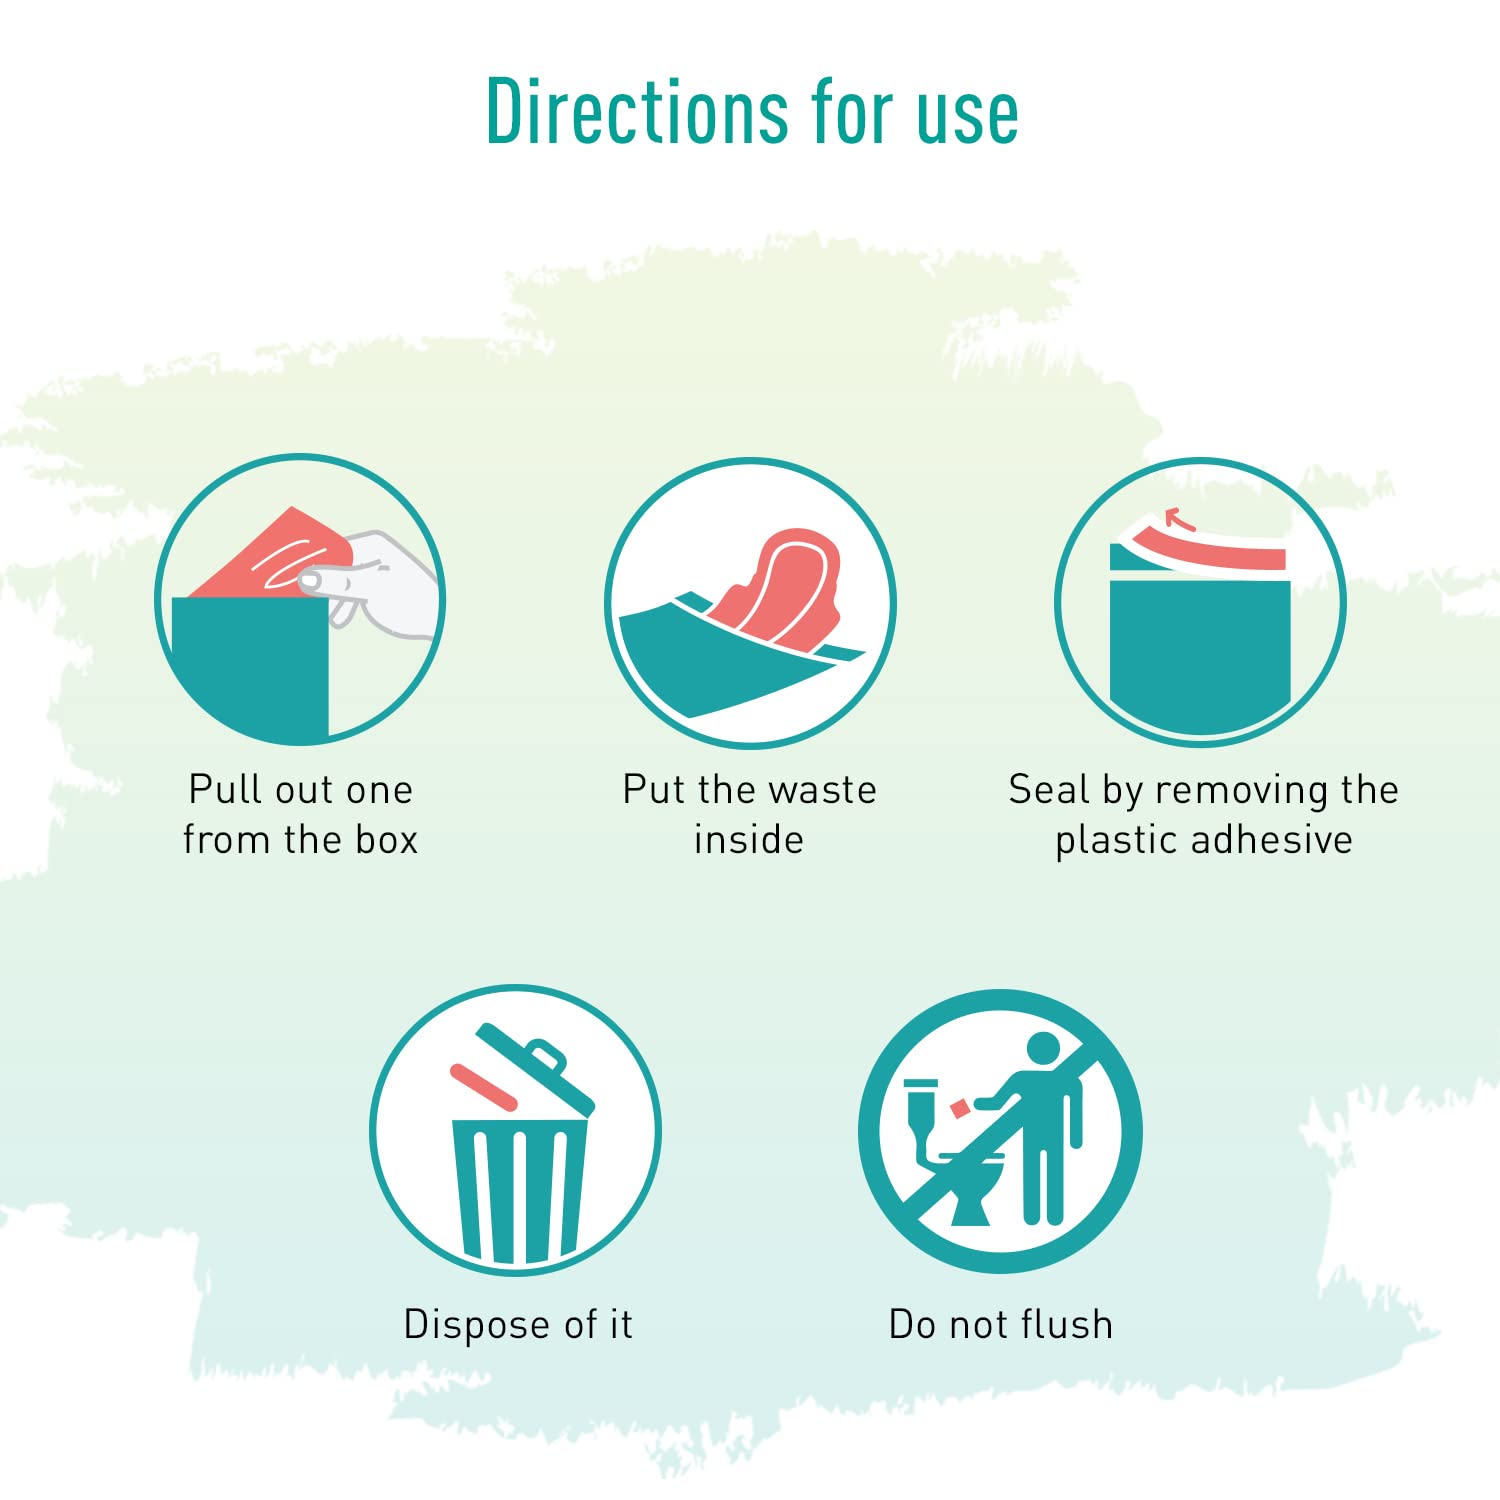 Directions for use
Pull out one
from the box
Put the waste
inside
Seal by removing the
plastic adhesive
Dispose of it
Do not flush